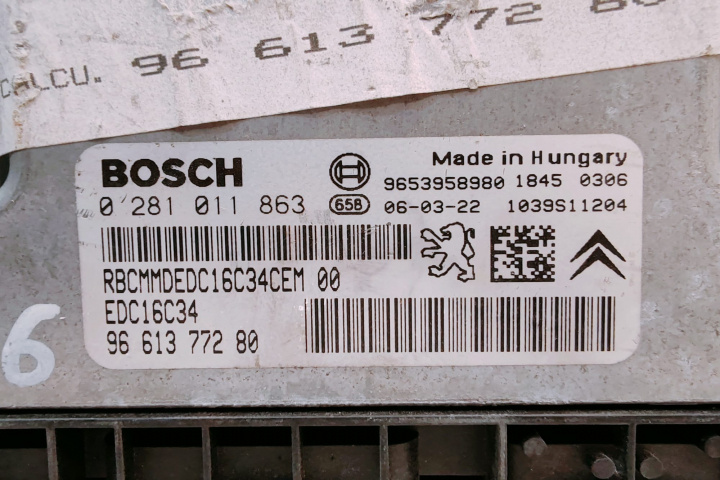 CALCU. 96 613 772 80
BOSCH
Made in Hungary
9653958980 1845 0306
0 281 011 863 658 06-03-22 1039S11204
RBCMMDEDC16C34CEM 00
EDC16C34
96 613 772 80
6